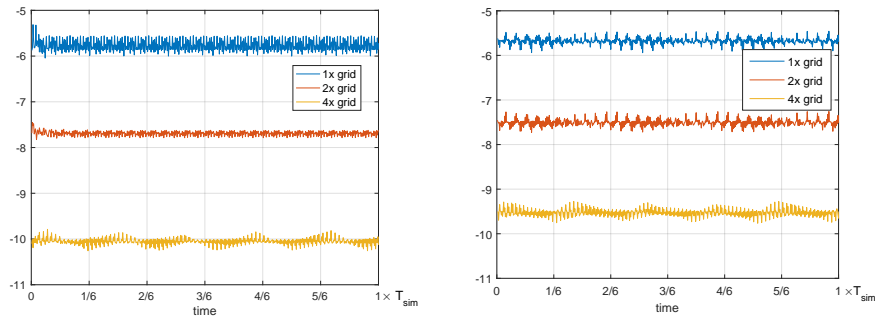 -5
-6
-7
-8
-9
-10
-11
1x grid
2x grid
4x grid
0 1/6 2/6 3/6 4/6 5/6 1 × T_sim
time
-5
-6
-7
-8
-9
-10
-11
1x grid
2x grid
4x grid
0 1/6 2/6 3/6 4/6 5/6 1 ×T_sim
time